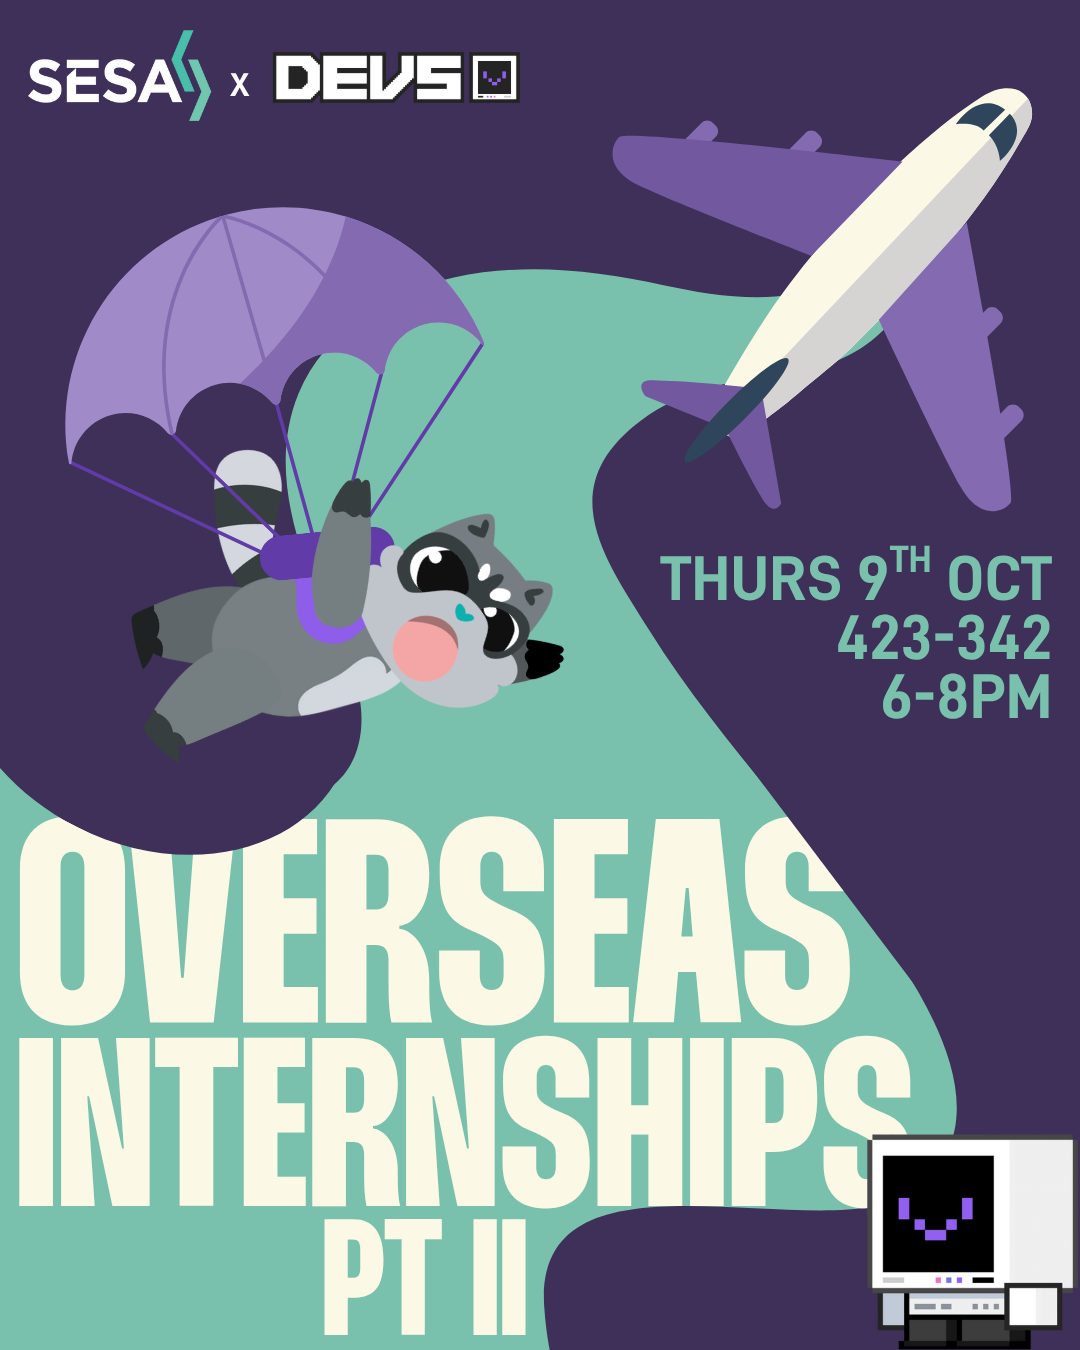 SESA x DEVS
THURS 9TH OCT
423-342
6-8PM
OVERSEAS
INTERNSHIPS
PT II